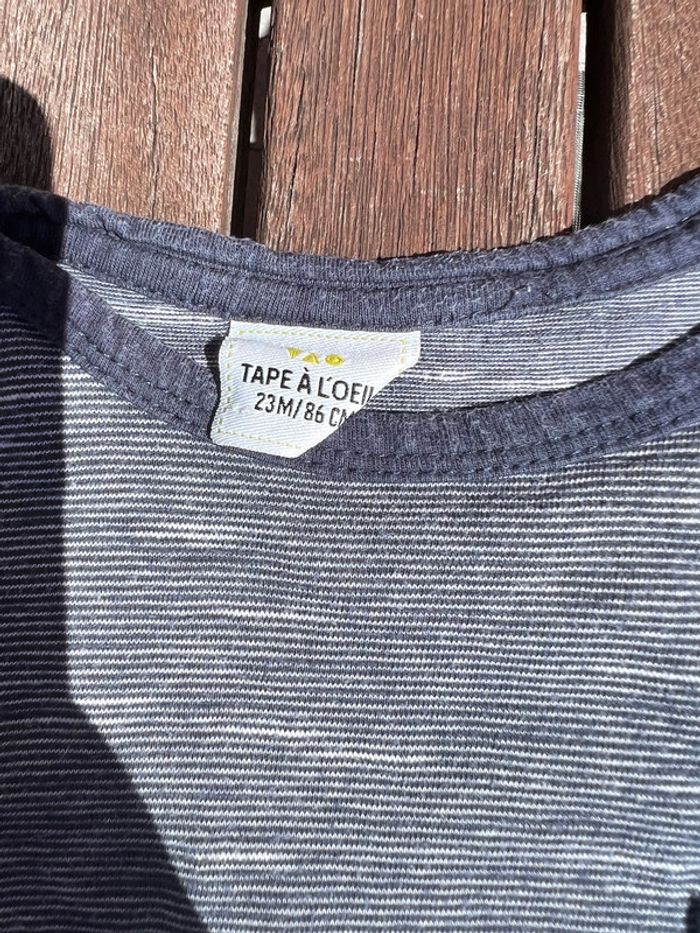 TAO
TAPE À L'OEIL
23M/86 CM